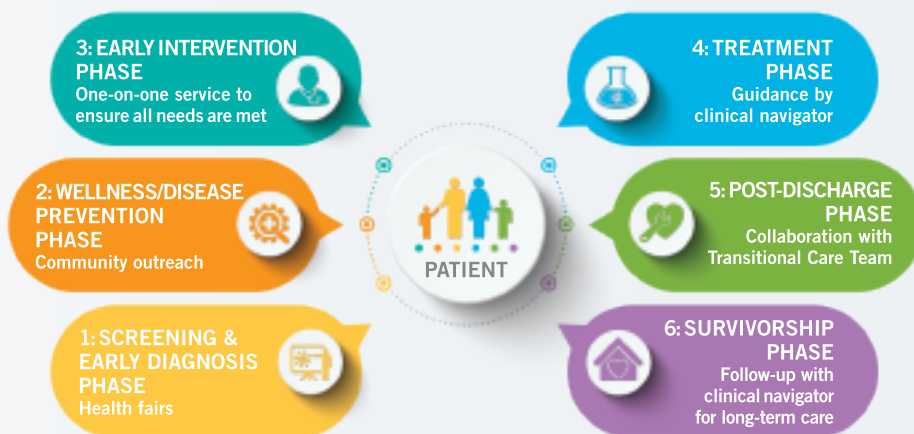 3: EARLY INTERVENTION
PHASE
One-on-one service to
ensure all needs are met
4: TREATMENT
PHASE
Guidance by
clinical navigator
2: WELLNESS/DISEASE
PREVENTION
PHASE
Community outreach
PATIENT
5: POST-DISCHARGE
PHASE
Collaboration with
Transitional Care Team
1: SCREENING &
EARLY DIAGNOSIS
PHASE
Health fairs
6: SURVIVORSHIP
PHASE
Follow-up with
clinical navigator
for long-term care